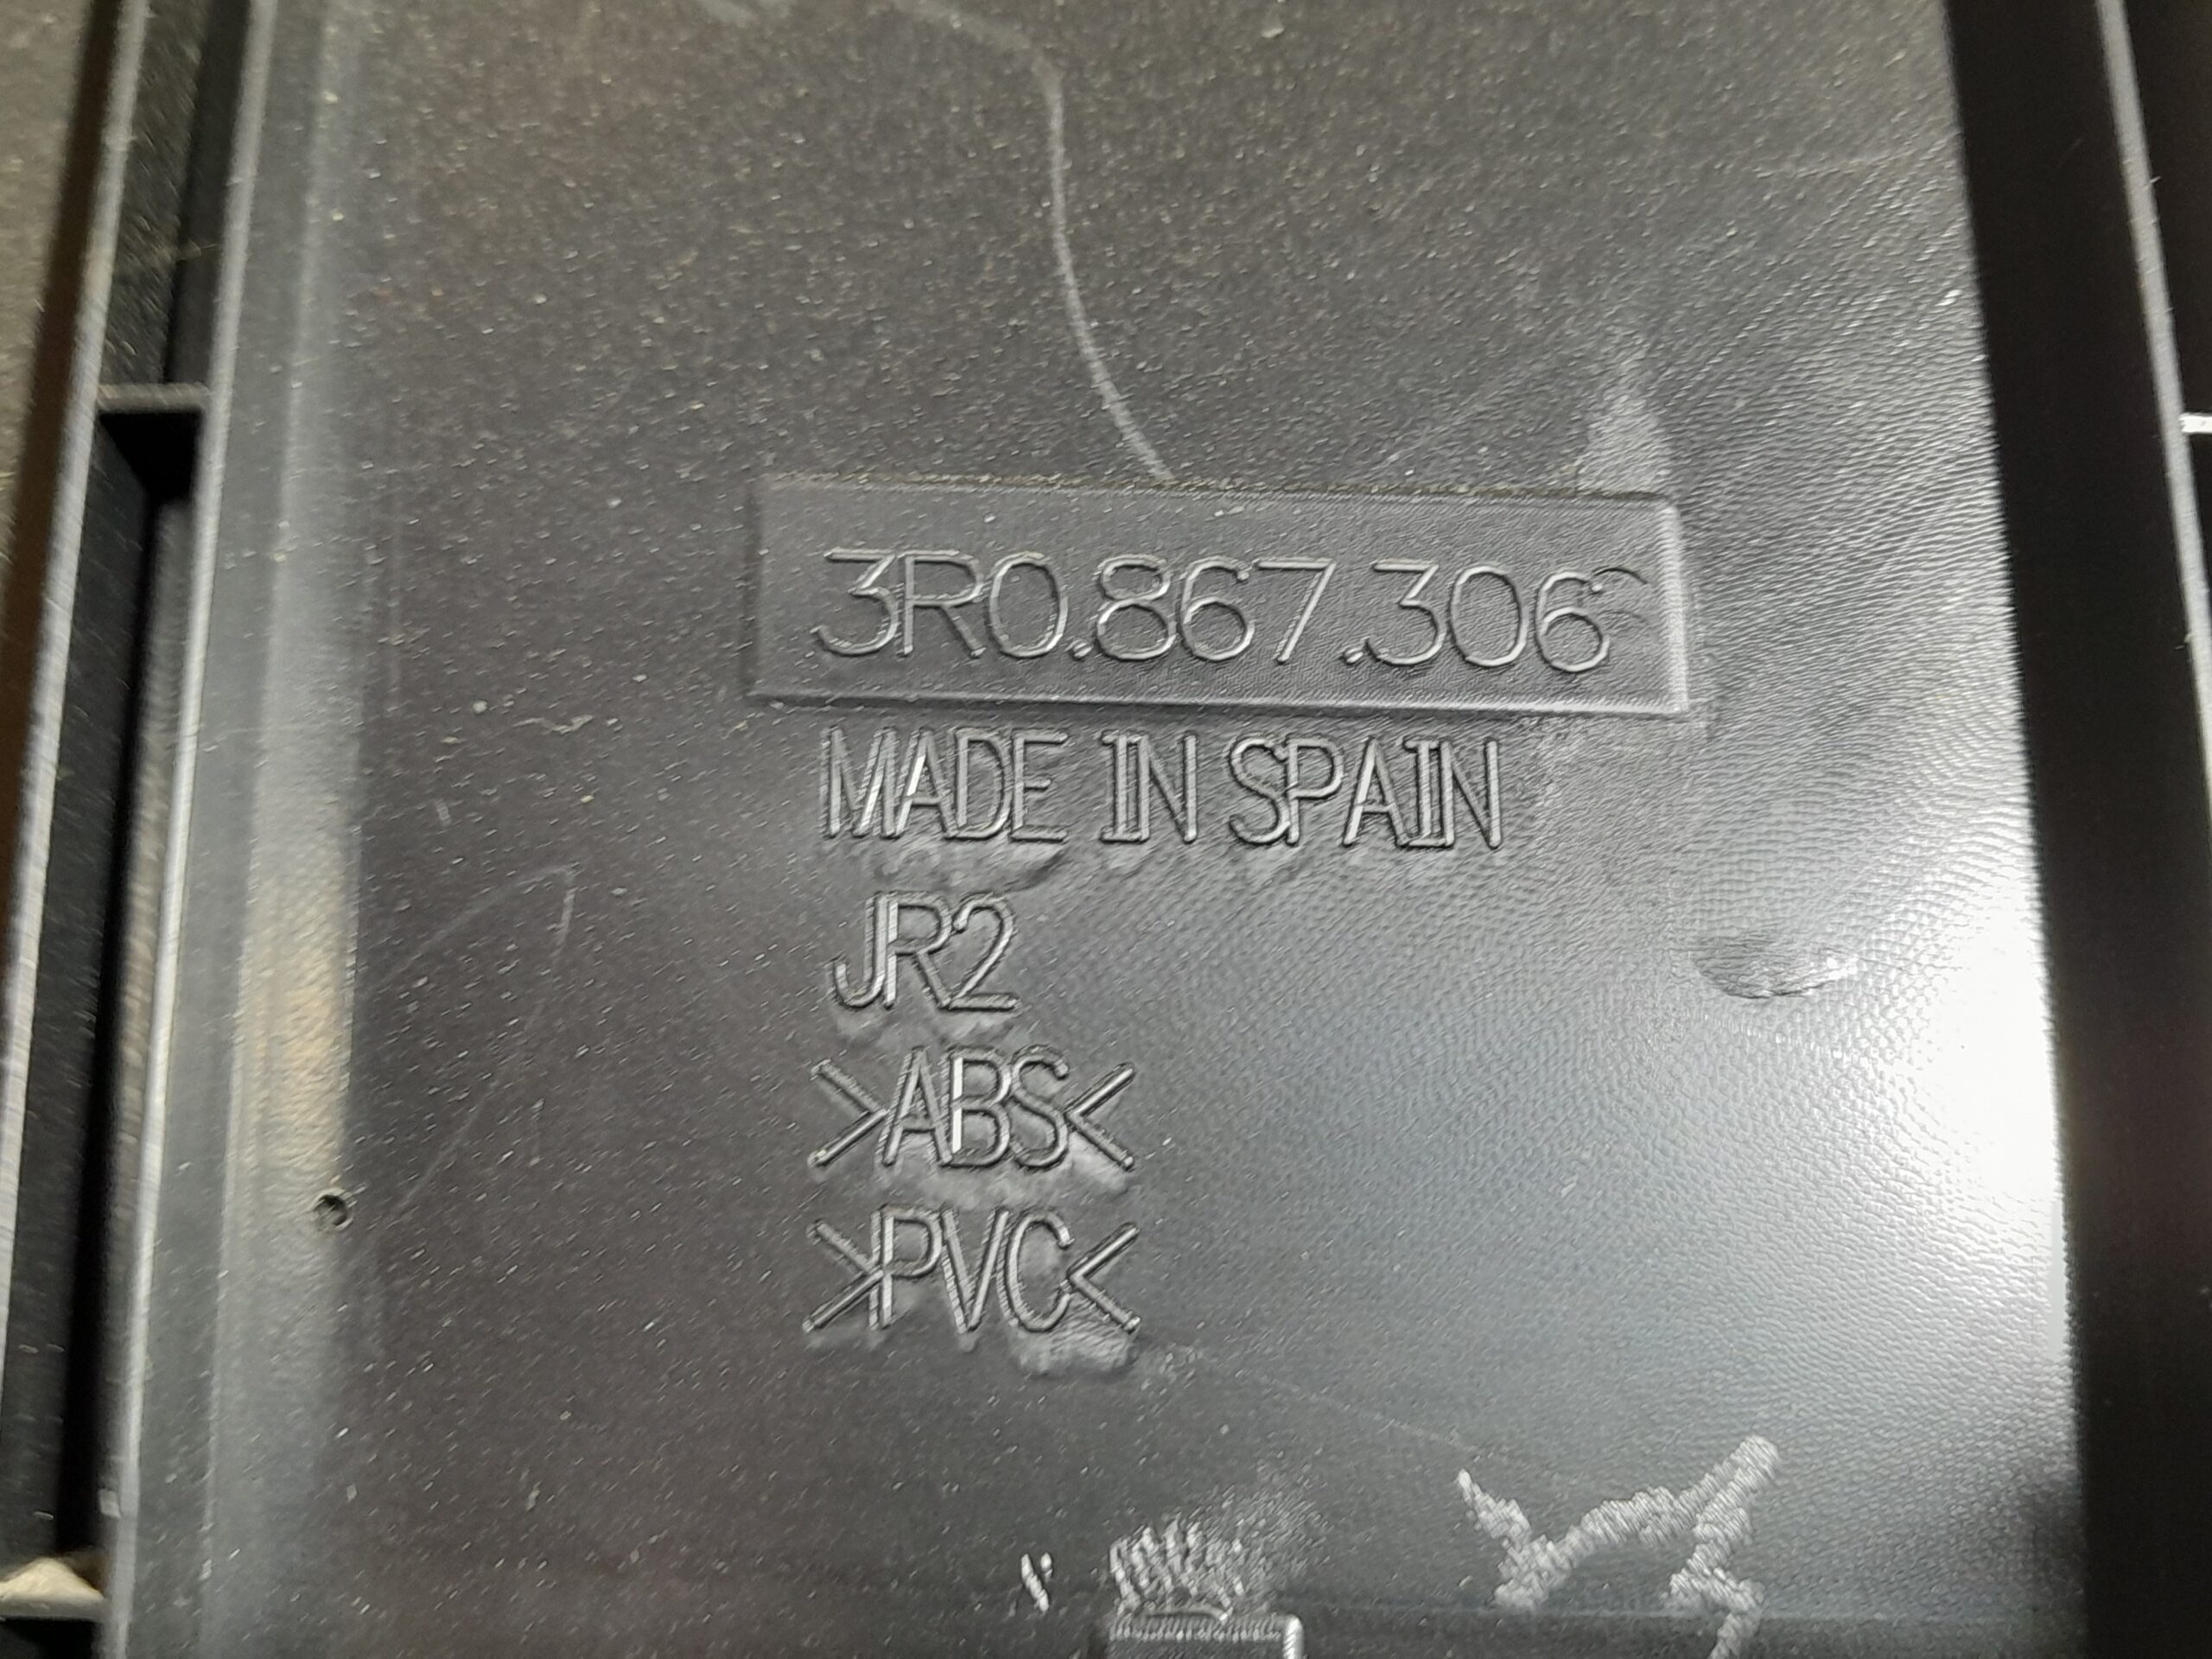 3R0.867.306
MADE IN SPAIN
JR2
>ABS<
>PVC<